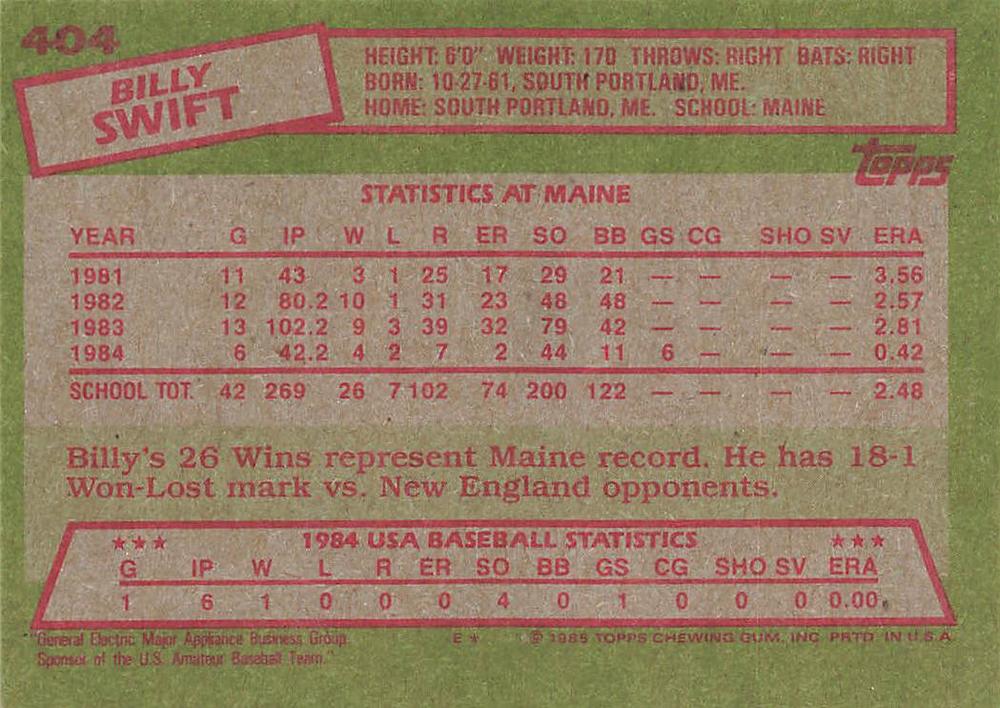 404
BILLY
SWIFT
HEIGHT: 6'0" WEIGHT: 170 THROWS: RIGHT BATS: RIGHT
BORN: 10-27-61, SOUTH PORTLAND, ME.
HOME: SOUTH PORTLAND, ME. SCHOOL: MAINE
topps
STATISTICS AT MAINE
YEAR G IP W L R ER SO BB GS CG SHO SV ERA
1981 11 43 3 1 25 17 29 21 — — — — 3.56
1982 12 80.2 10 1 31 23 48 48 — — — — 2.57
1983 13 102.2 9 3 39 32 79 42 — — — — 2.81
1984 6 42.2 4 2 7 2 44 11 6 — — — 0.42
SCHOOL TOT. 42 269 26 7 102 74 200 122 — — — — 2.48
Billy's 26 Wins represent Maine record. He has 18-1
Won-Lost mark vs. New England opponents.
★★★ 1984 USA BASEBALL STATISTICS ★★★
G IP W L R ER SO BB GS CG SHO SV ERA
1 6 1 0 0 0 4 0 1 0 0 0 0.00
"General Electric Major Appliance Business Group
Sponsor of the U.S. Amateur Baseball Team."
E* © 1985 TOPPS CHEWING GUM, INC. PRTD. IN U.S.A.